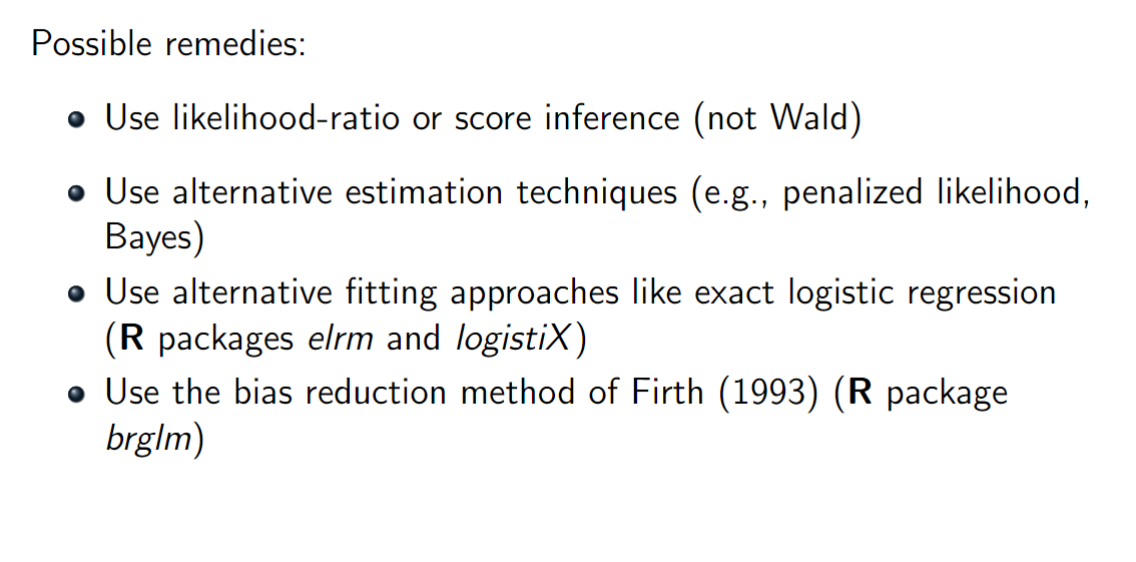 Possible remedies:
Use likelihood-ratio or score inference (not Wald)
Use alternative estimation techniques (e.g., penalized likelihood,
Bayes)
Use alternative fitting approaches like exact logistic regression
(R packages elrm and logistiX)
Use the bias reduction method of Firth (1993) (R package
brglm)